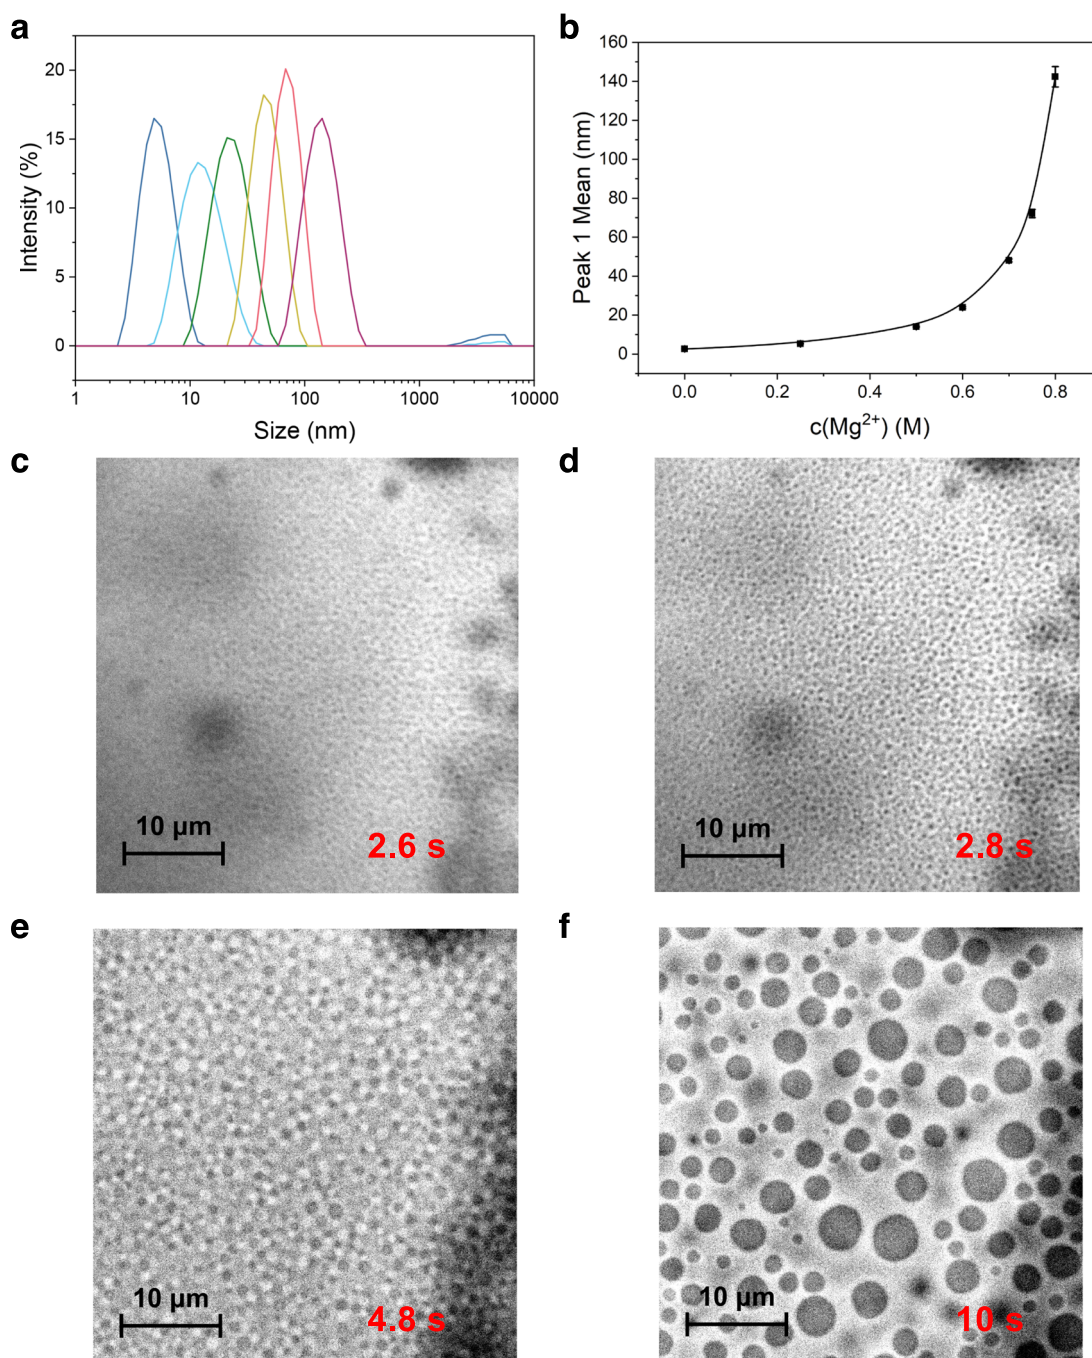 a
20
15
10
5
0
Intensity (%)
1 10 100 1000 10000
Size (nm)
b
160
140
120
100
80
60
40
20
0
Peak 1 Mean (nm)
0.0 0.2 0.4 0.6 0.8
c(Mg²⁺) (M)
c
10 µm
2.6 s
d
10 µm
2.8 s
e
10 µm
4.8 s
f
10 µm
10 s